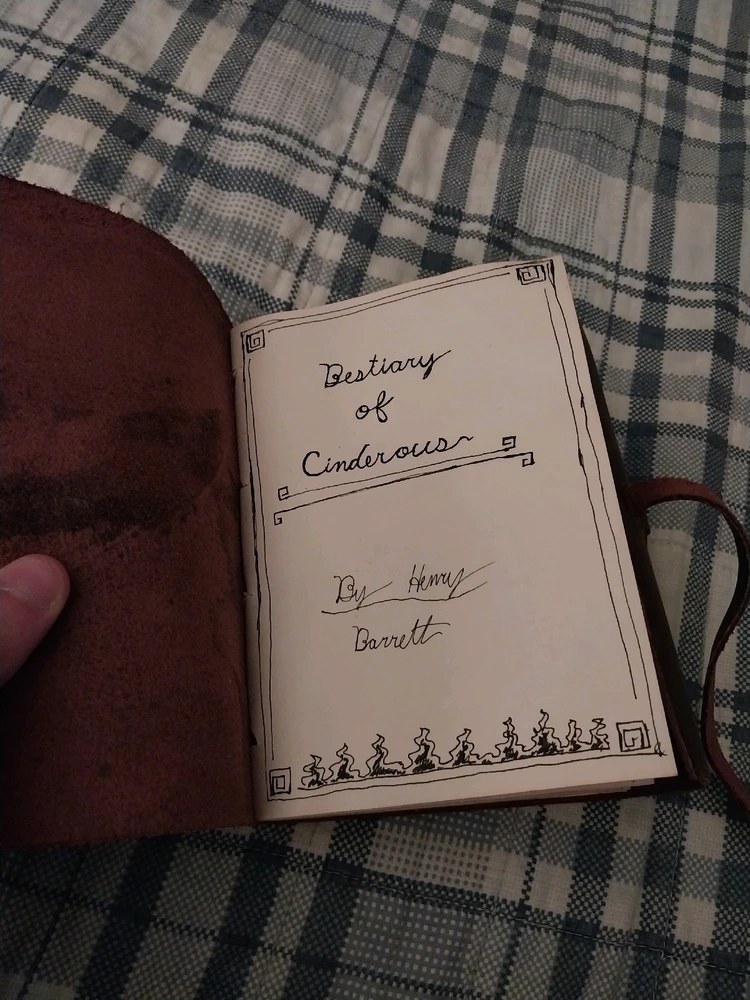 Bestiary
of
Cinderous
By Henry
Barrett